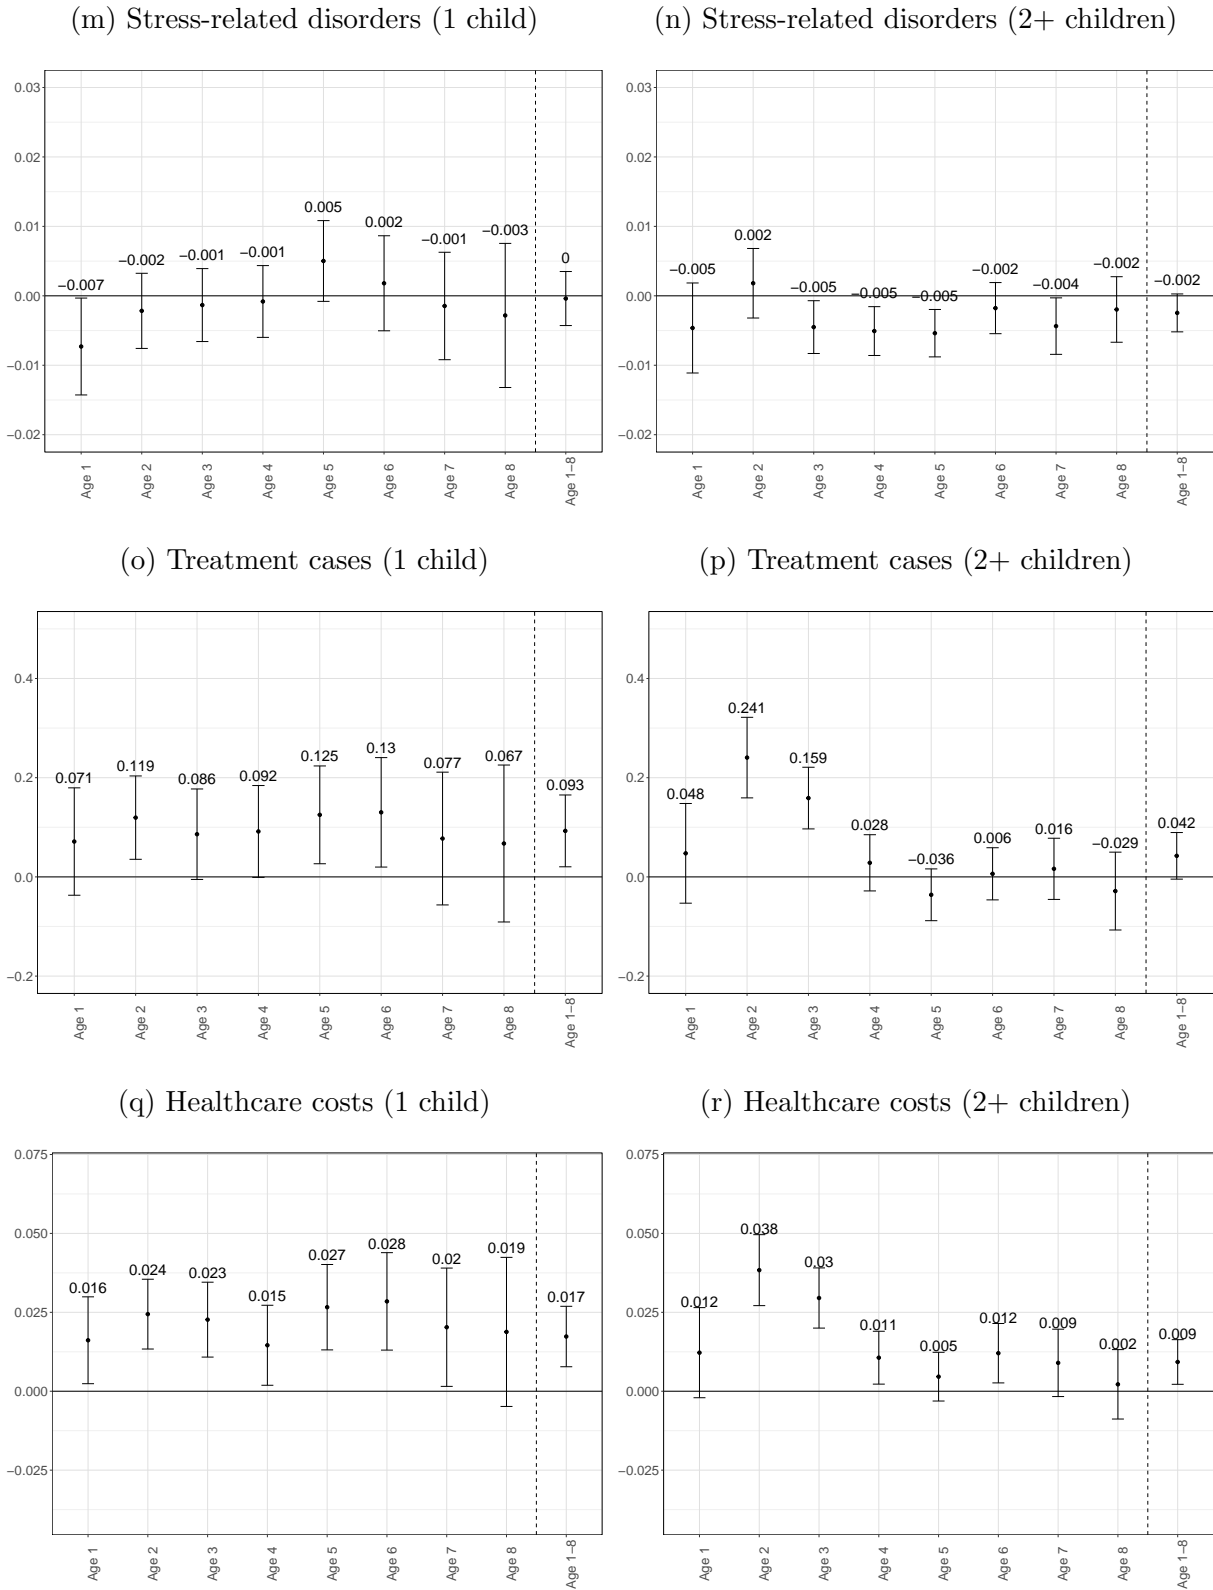 (m) Stress-related disorders (1 child)
(n) Stress-related disorders (2+ children)
0.03
0.02
0.01
0.00
−0.01
−0.02
−0.007
−0.002
−0.001
−0.001
0.005
0.002
−0.001
−0.003
0
Age 1
Age 2
Age 3
Age 4
Age 5
Age 6
Age 7
Age 8
Age 1−8
0.03
0.02
0.01
0.00
−0.01
−0.02
−0.005
0.002
−0.005
−0.005
−0.005
−0.002
−0.004
−0.002
−0.002
Age 1
Age 2
Age 3
Age 4
Age 5
Age 6
Age 7
Age 8
Age 1−8
(o) Treatment cases (1 child)
(p) Treatment cases (2+ children)
0.4
0.2
0.0
−0.2
0.071
0.119
0.086
0.092
0.125
0.13
0.077
0.067
0.093
Age 1
Age 2
Age 3
Age 4
Age 5
Age 6
Age 7
Age 8
Age 1−8
0.4
0.2
0.0
−0.2
0.048
0.241
0.159
0.028
−0.036
0.006
0.016
−0.029
0.042
Age 1
Age 2
Age 3
Age 4
Age 5
Age 6
Age 7
Age 8
Age 1−8
(q) Healthcare costs (1 child)
(r) Healthcare costs (2+ children)
0.075
0.050
0.025
0.000
−0.025
0.016
0.024
0.023
0.015
0.027
0.028
0.02
0.019
0.017
Age 1
Age 2
Age 3
Age 4
Age 5
Age 6
Age 7
Age 8
Age 1−8
0.075
0.050
0.025
0.000
−0.025
0.012
0.038
0.03
0.011
0.005
0.012
0.009
0.002
0.009
Age 1
Age 2
Age 3
Age 4
Age 5
Age 6
Age 7
Age 8
Age 1−8